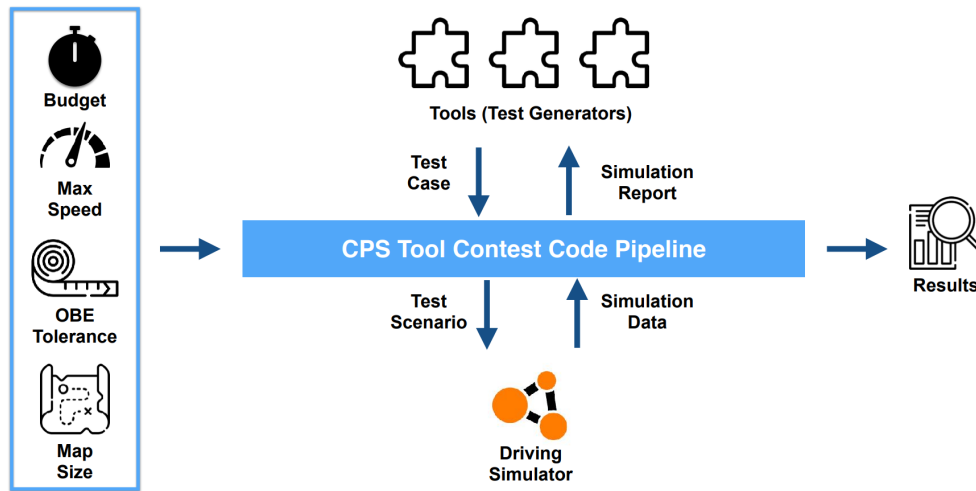 Budget
Max
Speed
OBE
Tolerance
Map
Size
Tools (Test Generators)
Test
Case
Simulation
Report
CPS Tool Contest Code Pipeline
Test
Scenario
Simulation
Data
Driving
Simulator
Results